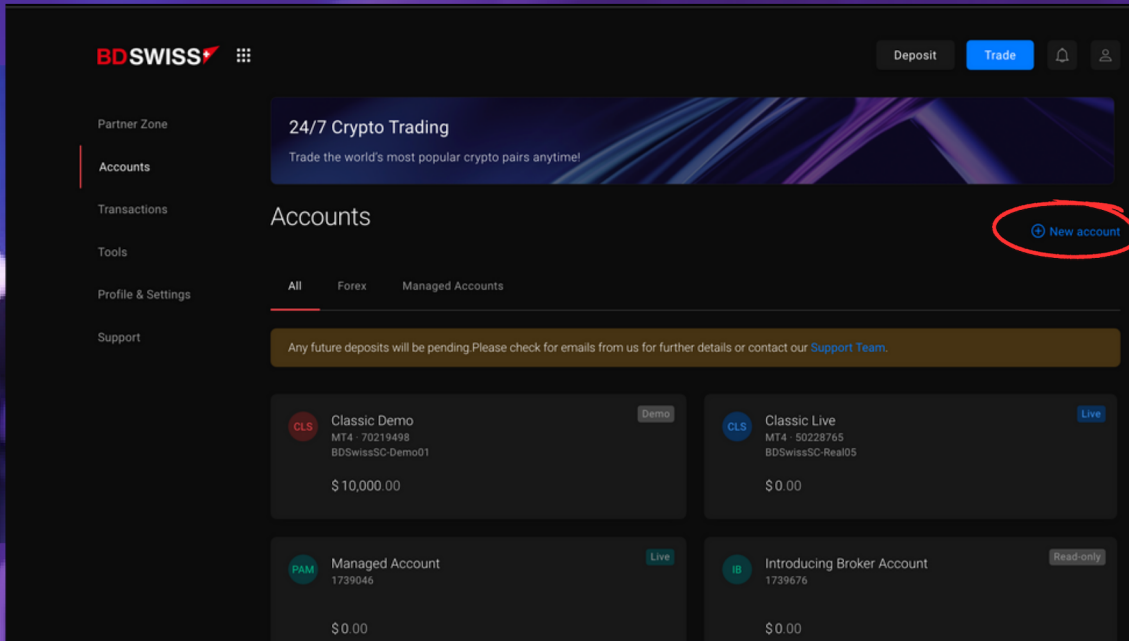 BDSWISS
Deposit
Trade
Partner Zone
Accounts
Transactions
Tools
Profile & Settings
Support
24/7 Crypto Trading
Trade the world's most popular crypto pairs anytime!
Accounts
New account
All
Forex
Managed Accounts
Any future deposits will be pending.Please check for emails from us for further details or contact our Support Team.
CLS
Classic Demo
Demo
MT4 · 70219498
BDSwissSC-Demo01
$10,000.00
CLS
Classic Live
Live
MT4 · 50228765
BDSwissSC-Real05
$0.00
PAM
Managed Account
Live
1739046
$0.00
IB
Introducing Broker Account
Read-only
1739676
$0.00